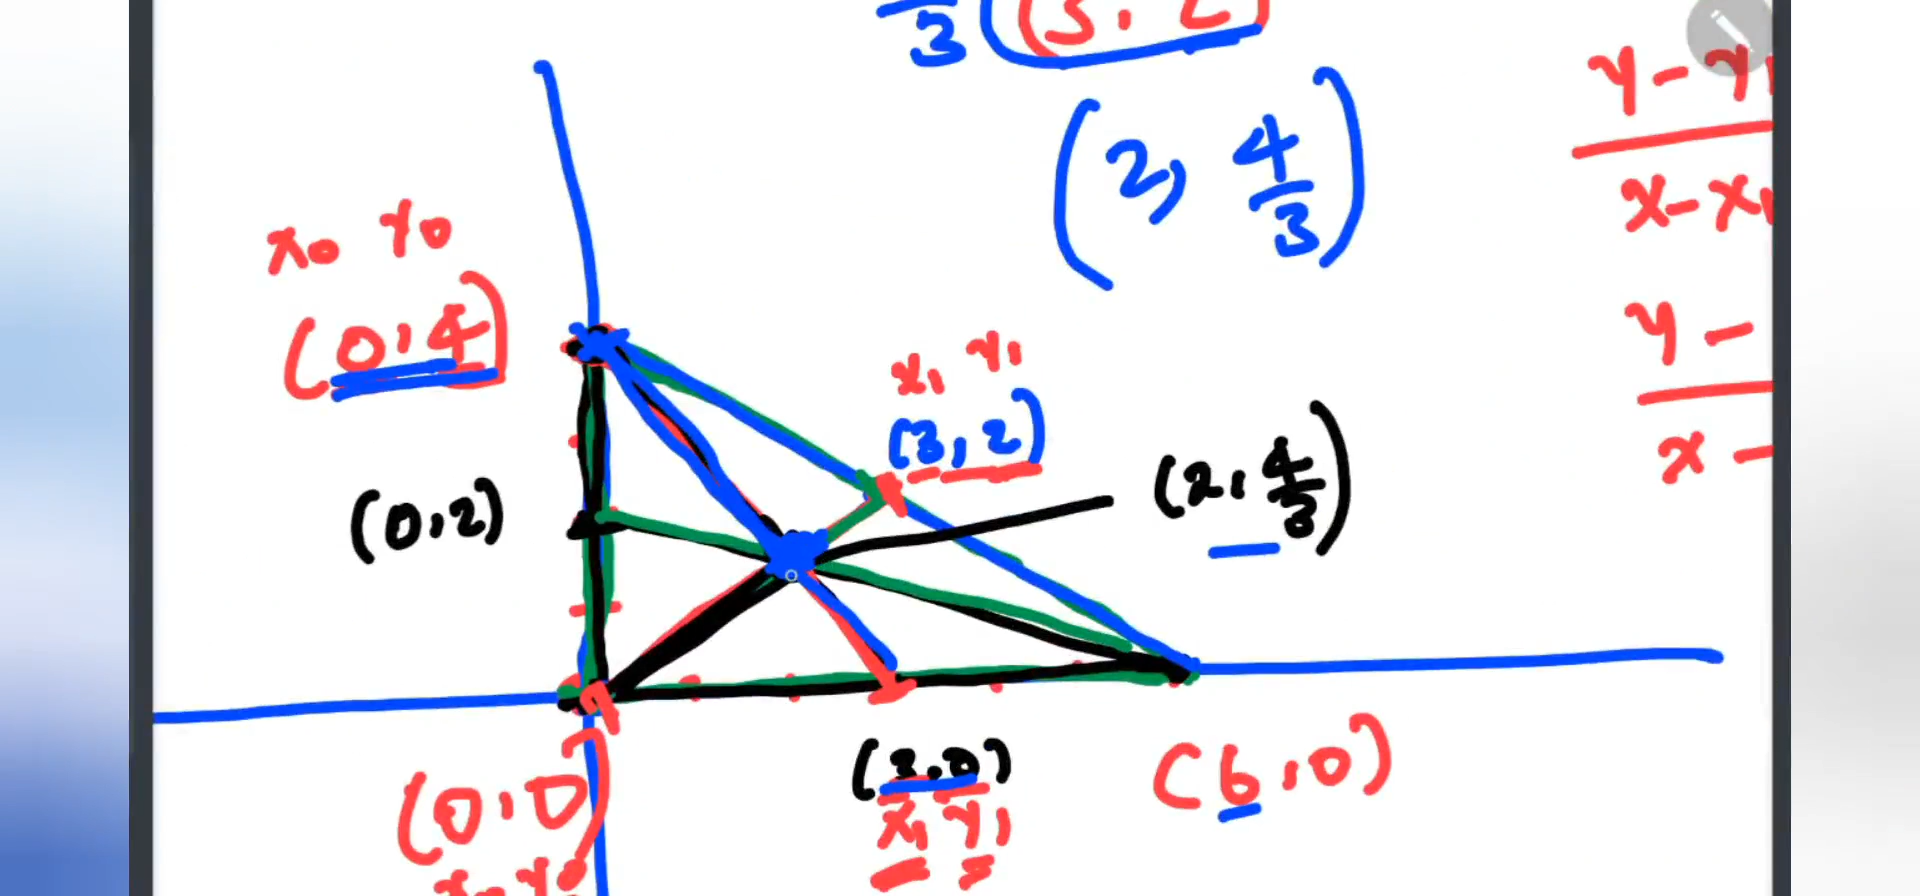 3
(2, 4/3)
y - y1
x - x1
x0 y0
(0, 4)
x1 y1
(3, 2)
y -
x -
(0, 2)
(2, 4/3)
(3, 0)
(6, 0)
x1 y1
(0, 0)